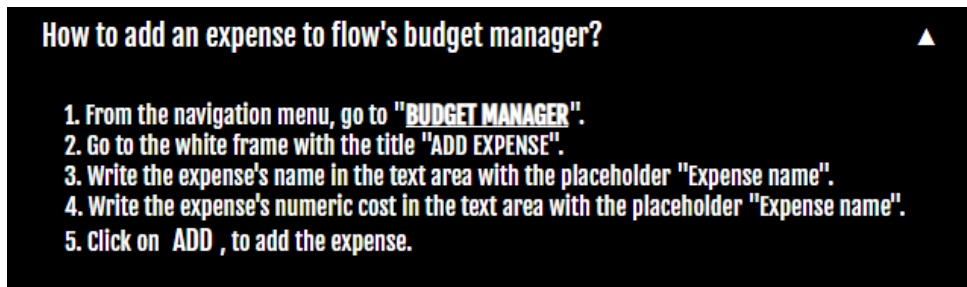 How to add an expense to flow's budget manager? ▲
1. From the navigation menu, go to "BUDGET MANAGER".
2. Go to the white frame with the title "ADD EXPENSE".
3. Write the expense's name in the text area with the placeholder "Expense name".
4. Write the expense's numeric cost in the text area with the placeholder "Expense name".
5. Click on ADD , to add the expense.